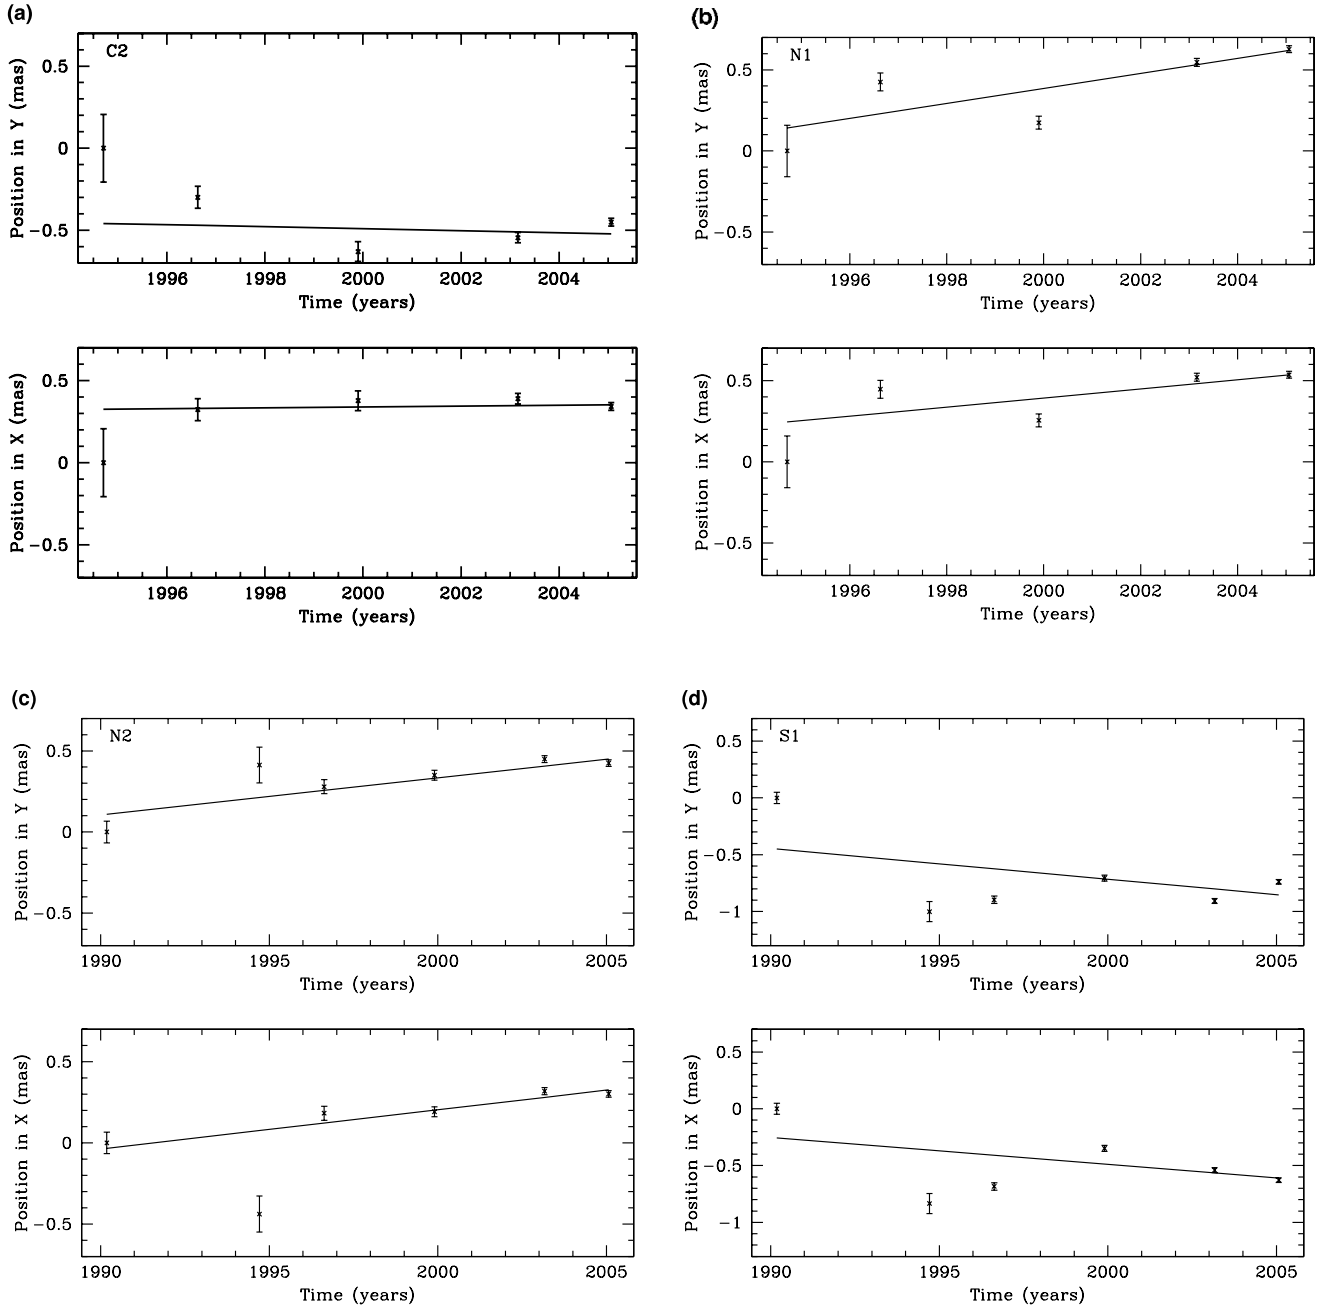 (a)
C2
Position in Y (mas)
0.5
0
−0.5
1996 1998 2000 2002 2004
Time (years)
Position in X (mas)
0.5
0
−0.5
1996 1998 2000 2002 2004
Time (years)
(b)
N1
Position in Y (mas)
0.5
0
−0.5
1996 1998 2000 2002 2004
Time (years)
Position in X (mas)
0.5
0
−0.5
1996 1998 2000 2002 2004
Time (years)
(c)
N2
Position in Y (mas)
0.5
0
−0.5
1990 1995 2000 2005
Time (years)
Position in X (mas)
0.5
0
−0.5
1990 1995 2000 2005
Time (years)
(d)
S1
Position in Y (mas)
0.5
0
−0.5
−1
1990 1995 2000 2005
Time (years)
Position in X (mas)
0.5
0
−0.5
−1
1990 1995 2000 2005
Time (years)